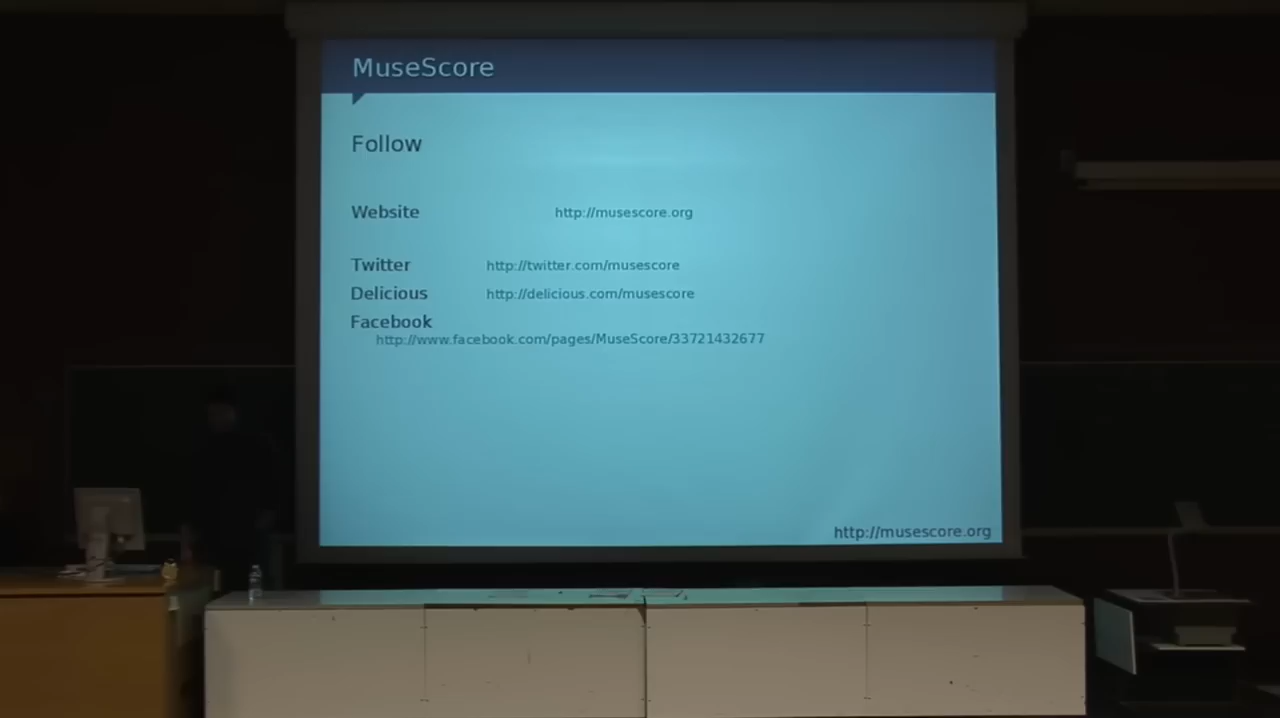 MuseScore
Follow
Website http://musescore.org
Twitter http://twitter.com/musescore
Delicious http://delicious.com/musescore
Facebook
http://www.facebook.com/pages/MuseScore/33721432677
http://musescore.org